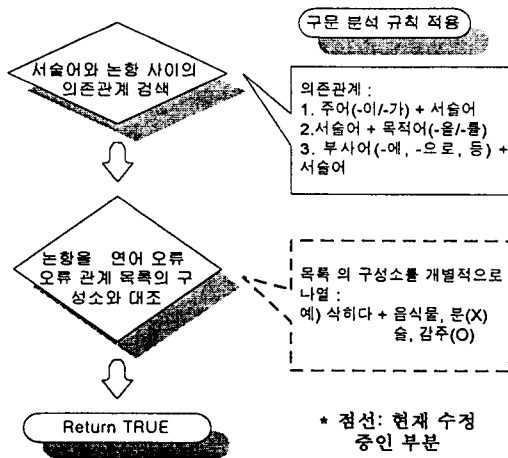 구문 분석 규칙 적용
서술어와 논항 사이의
의존관계 검색
의존관계 :
1. 주어(-이/-가) + 서술어
2.서술어 + 목적어(-을/-를)
3. 부사어(-에, -으로, 등) +
서술어
논항을 연어 오류
오류 관계 목록의 구
성소와 대조
목록 의 구성소를 개별적으로
나열 :
예) 삭히다 + 음식물, 분(X)
술, 감주(O)
Return TRUE
* 점선: 현재 수정
중인 부분